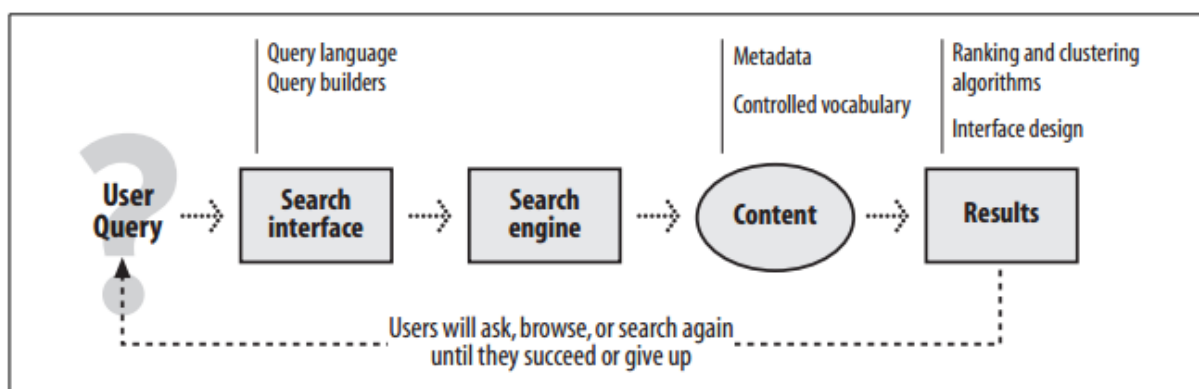 Query language
Query builders
Metadata
Controlled vocabulary
Ranking and clustering
algorithms
Interface design
User
Query
Search
interface
Search
engine
Content
Results
Users will ask, browse, or search again
until they succeed or give up